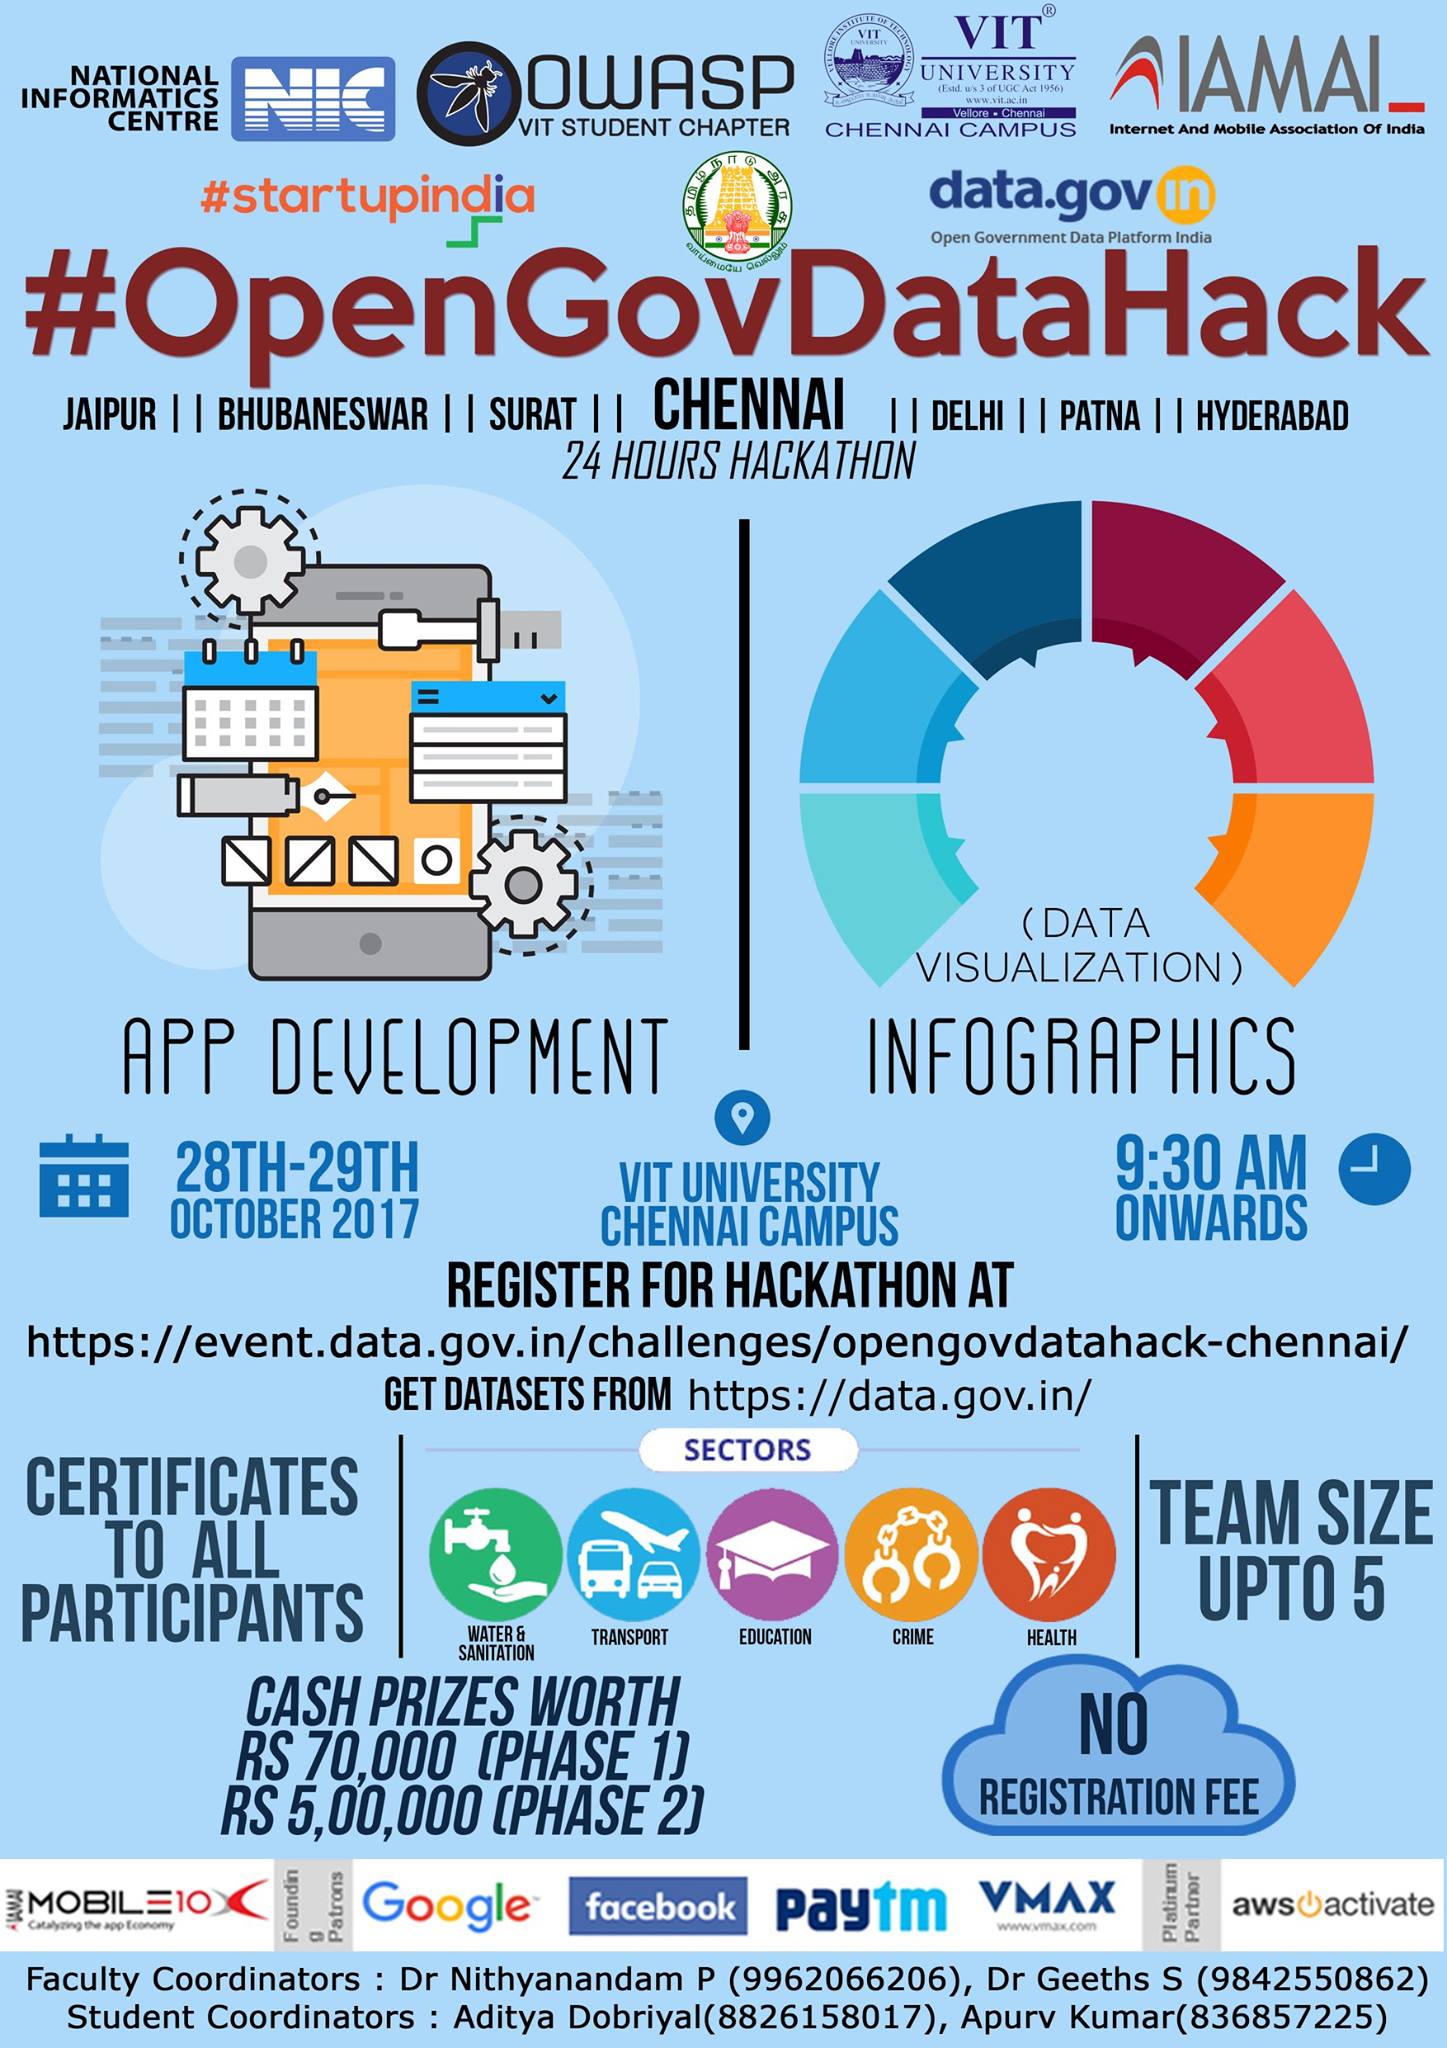 NATIONAL
INFORMATICS
CENTRE
NIC
OWASP
VIT STUDENT CHAPTER
VIT
UNIVERSITY
VIT®
UNIVERSITY
(Estd. u/s 3 of UGC Act 1956)
www.vit.ac.in
Vellore • Chennai
CHENNAI CAMPUS
IAMAI
Internet And Mobile Association Of India
#startupindia
தமிழ்நாடு அரசு
வாய்மையே வெல்லும்
data.gov in
Open Government Data Platform India
#OpenGovDataHack
JAIPUR || BHUBANESWAR || SURAT || CHENNAI || DELHI || PATNA || HYDERABAD
24 HOURS HACKATHON
(DATA
VISUALIZATION)
APP DEVELOPMENT
INFOGRAPHICS
28TH-29TH
OCTOBER 2017
VIT UNIVERSITY
CHENNAI CAMPUS
9:30 AM
ONWARDS
REGISTER FOR HACKATHON AT
https://event.data.gov.in/challenges/opengovdatahack-chennai/
GET DATASETS FROM https://data.gov.in/
CERTIFICATES
TO ALL
PARTICIPANTS
SECTORS
WATER &
SANITATION
TRANSPORT
EDUCATION
CRIME
HEALTH
TEAM SIZE
UPTO 5
CASH PRIZES WORTH
RS 70,000 (PHASE 1)
RS 5,00,000 (PHASE 2)
NO
REGISTRATION FEE
IAMAI
MOBILE10X
Catalyzing the app Economy
Foundin
g
Patrons
Google
facebook
paytm
VMAX
www.vmax.com
Platinum
Partner
aws activate
Faculty Coordinators : Dr Nithyanandam P (9962066206), Dr Geeths S (9842550862)
Student Coordinators : Aditya Dobriyal(8826158017), Apurv Kumar(836857225)